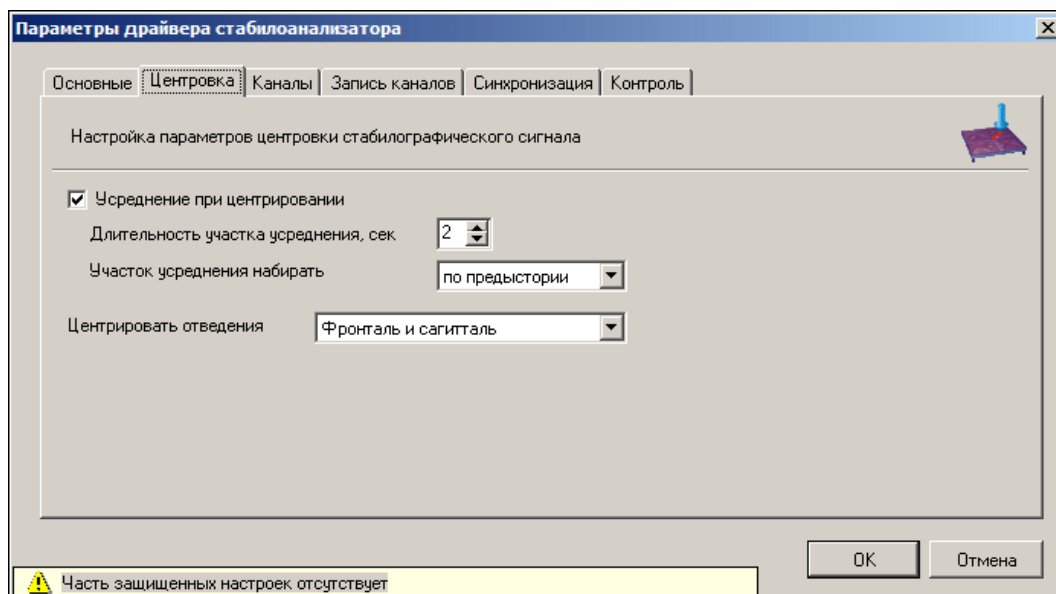 Параметры драйвера стабилоанализатора
Основные Центровка Каналы Запись каналов Синхронизация Контроль
Настройка параметров центровки стабилографического сигнала
Усреднение при центрировании
Длительность участка усреднения, сек 2
Участок усреднения набирать по предыстории
Центрировать отведения Фронталь и сагитталь
OK Отмена
Часть защищенных настроек отсутствует